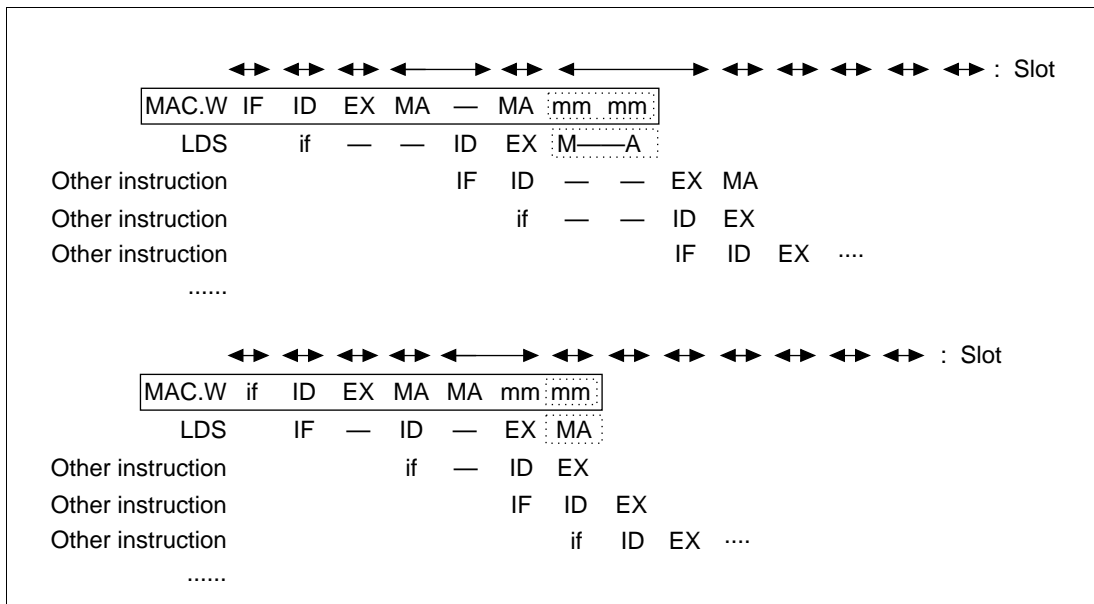 : Slot
MAC.W IF ID EX MA — MA mm mm
LDS if — — ID EX M——A
Other instruction IF ID — — EX MA
Other instruction if — — ID EX
Other instruction IF ID EX ....
......
: Slot
MAC.W if ID EX MA MA mm mm
LDS IF — ID — EX MA
Other instruction if — ID EX
Other instruction IF ID EX
Other instruction if ID EX ....
......